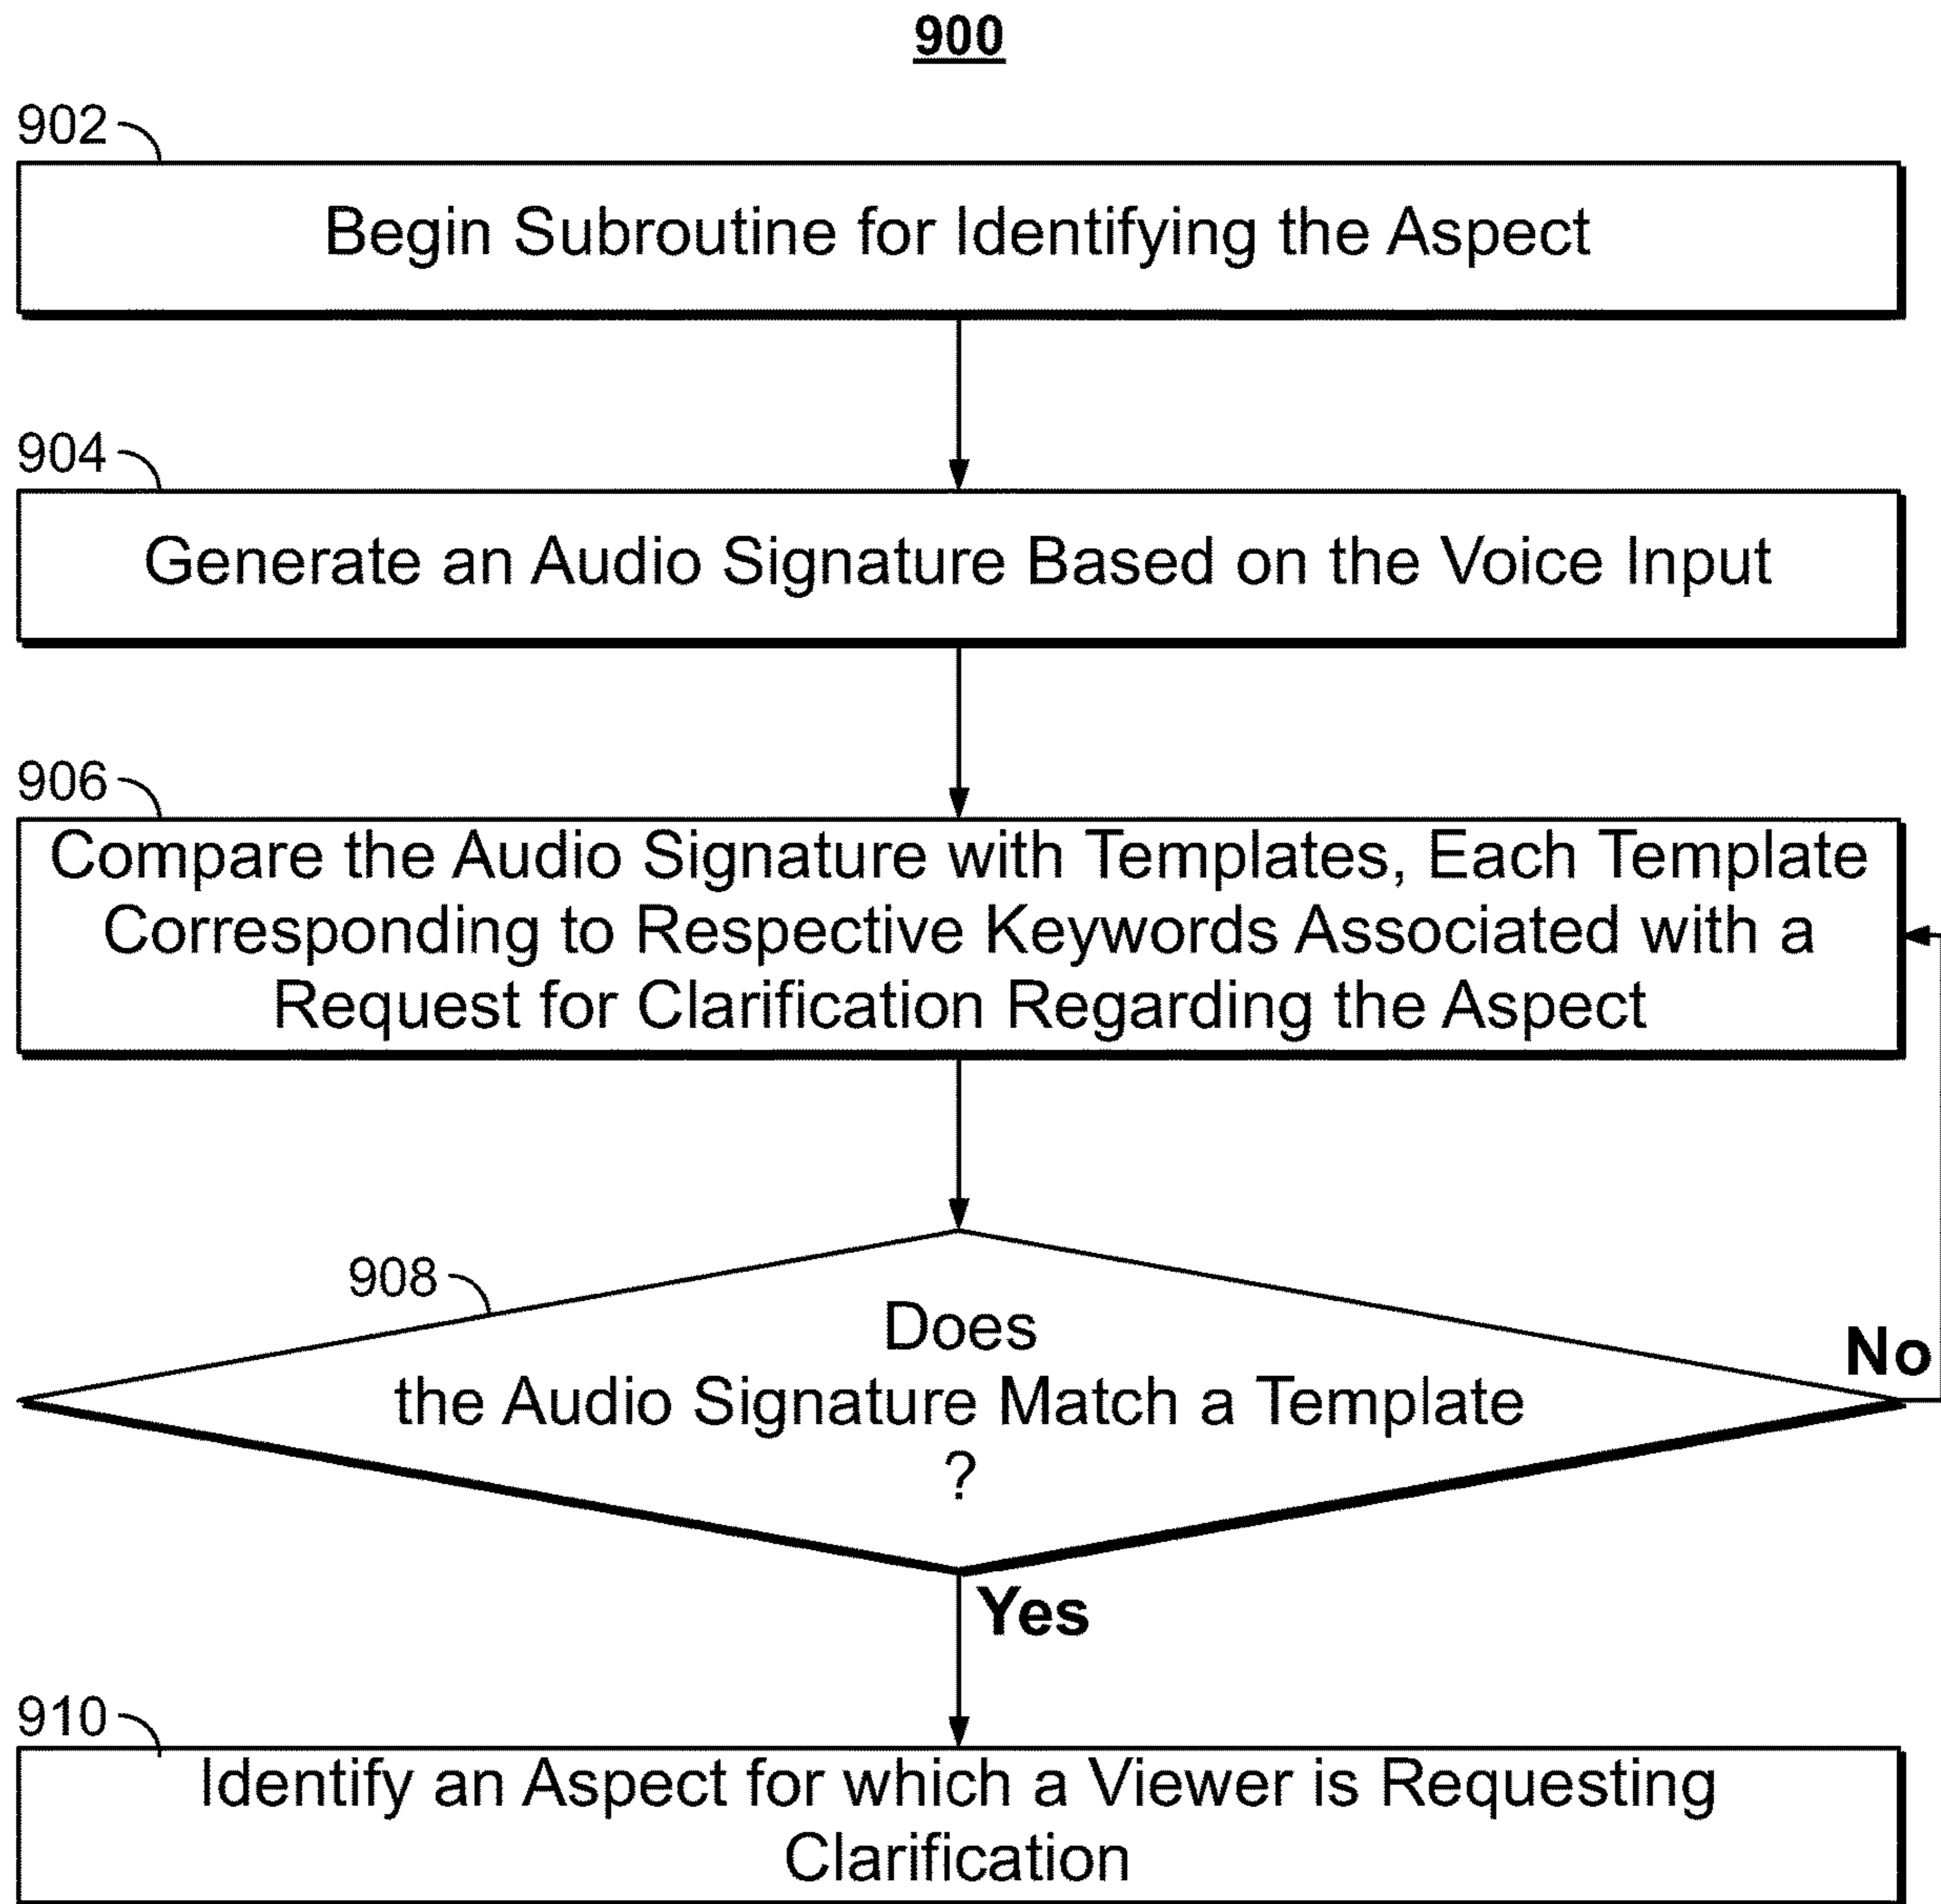 900
902
Begin Subroutine for Identifying the Aspect
904
Generate an Audio Signature Based on the Voice Input
906
Compare the Audio Signature with Templates, Each Template
Corresponding to Respective Keywords Associated with a
Request for Clarification Regarding the Aspect
908
Does
the Audio Signature Match a Template
?
No
Yes
910
Identify an Aspect for which a Viewer is Requesting
Clarification